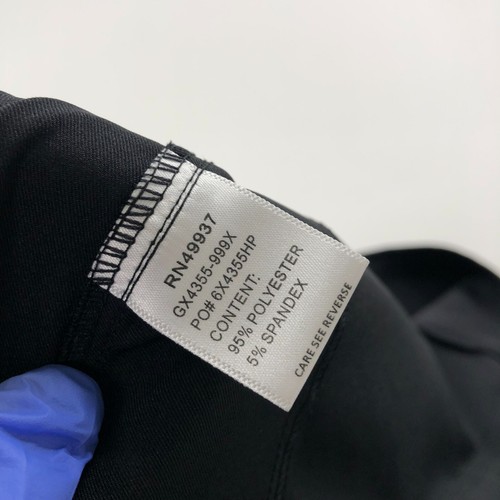 RN49937
GX4355-999X
PO# 6X4355HP
CONTENT:
95% POLYESTER
5% SPANDEX
CARE SEE REVERSE